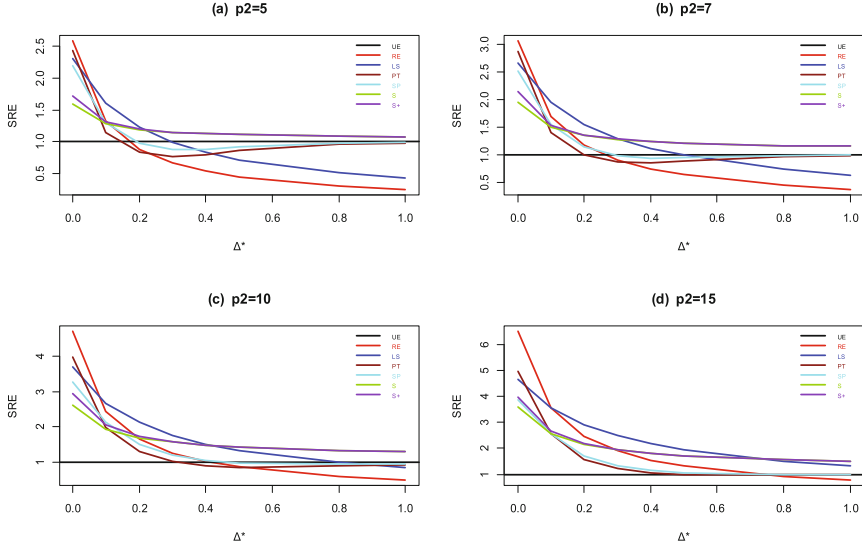 (a) p2=5
SRE
2.5
2.0
1.5
1.0
0.5
UE
RE
LS
PT
SP
S
S+
0.0 0.2 0.4 0.6 0.8 1.0
Δ*
(b) p2=7
SRE
3.0
2.5
2.0
1.5
1.0
0.5
UE
RE
LS
PT
SP
S
S+
0.0 0.2 0.4 0.6 0.8 1.0
Δ*
(c) p2=10
SRE
4
3
2
1
UE
RE
LS
PT
SP
S
S+
0.0 0.2 0.4 0.6 0.8 1.0
Δ*
(d) p2=15
SRE
6
5
4
3
2
1
UE
RE
LS
PT
SP
S
S+
0.0 0.2 0.4 0.6 0.8 1.0
Δ*